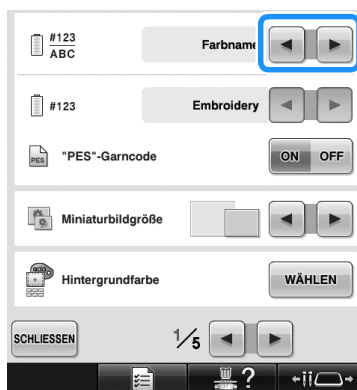 #123
ABC
Farbname
#123
Embroidery
PES
"PES"-Garncode
ON OFF
Miniaturbildgröße
Hintergrundfarbe
WÄHLEN
SCHLIESSEN
1/5
?